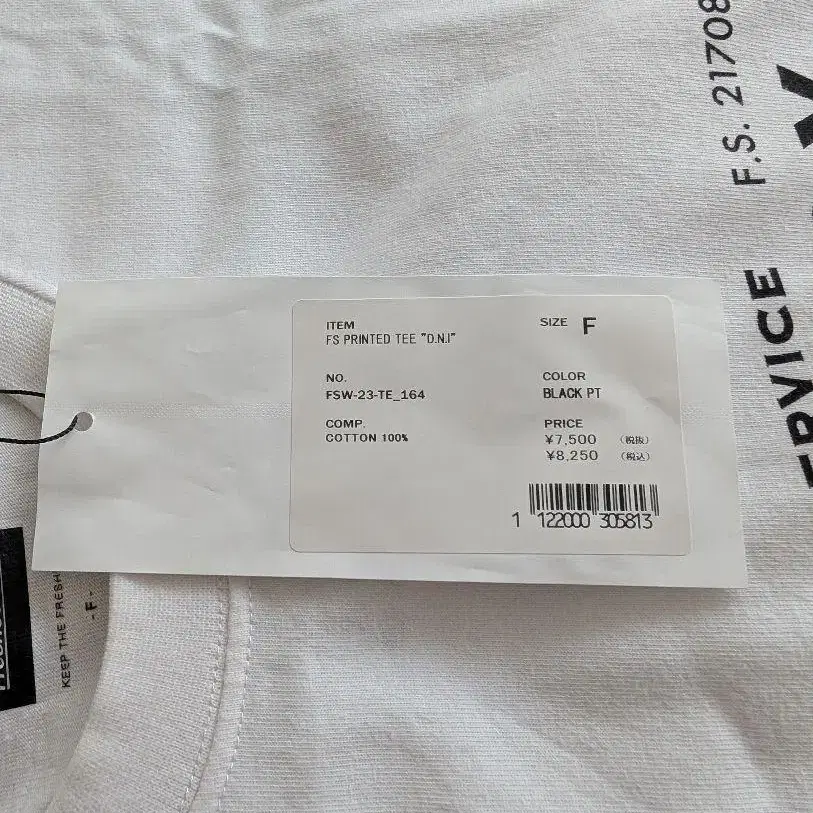 ITEM
FS PRINTED TEE "D.N.I"
SIZE F
NO.
FSW-23-TE_164
COLOR
BLACK PT
COMP.
COTTON 100%
PRICE
¥7,500 (税抜)
¥8,250 (税込)
1 122000 305813
F.S. 21708
KEEP THE FRESH
- F -